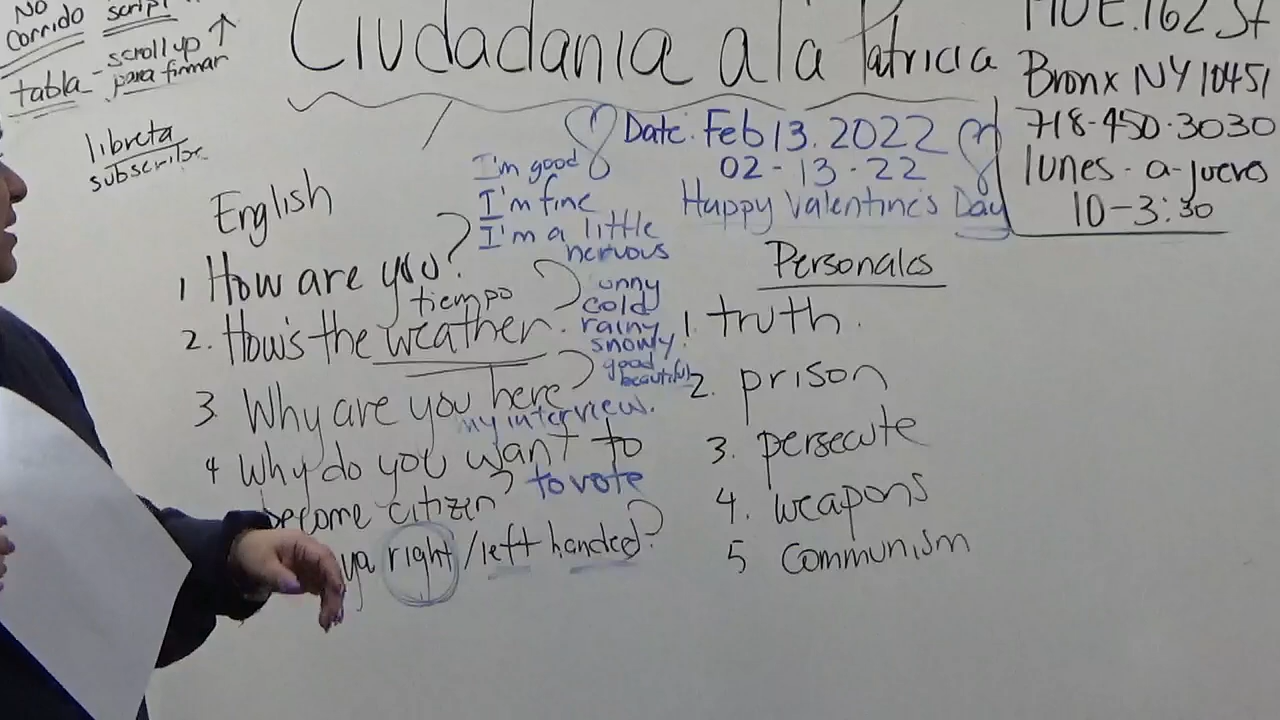 No
Corrido script
tabla - scroll up ↑
para firmar
libreta
subscribe
Ciudadania a la Patricia
162 St
Bronx NY 10451
718-450-3030
lunes - a - jueves
10-3:30
Date: Feb 13. 2022
02-13-22
Happy Valentine's Day
English
I'm good
I'm fine
I'm a little
nervous
1 How are you?
tiempo
2. How's the weather.
unny
cold
rainy
snowy
good
beautiful
3 Why are you here
my interview.
4 Why do you want to
become citizen? to vote
ya right/left handed?
Personales
1. truth.
2. prison
3. persecute
4. weapons
5 Communism